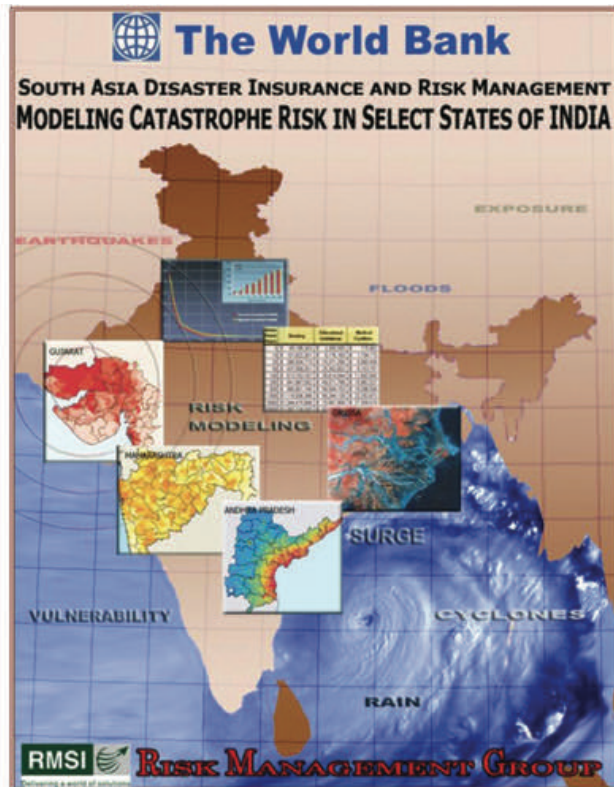 The World Bank
SOUTH ASIA DISASTER INSURANCE AND RISK MANAGEMENT
MODELING CATASTROPHE RISK IN SELECT STATES OF INDIA
EXPOSURE
EARTHQUAKES
FLOODS
GUJARAT
RISK
MODELING
ORISSA
MAHARASHTRA
ANDHRA PRADESH
SURGE
VULNERABILITY
CYCLONES
RAIN
RMSI
Delivering a world of solutions
RISK MANAGEMENT GROUP